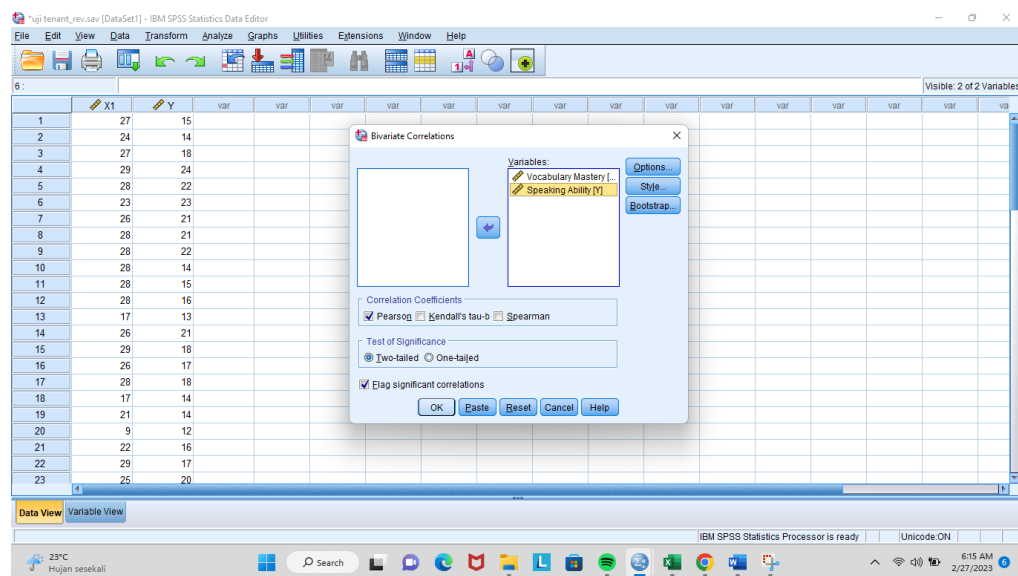 *uji tenant_rev.sav [DataSet1] - IBM SPSS Statistics Data Editor
File Edit View Data Transform Analyze Graphs Utilities Extensions Window Help
6 :
Visible: 2 of 2 Variables
X1 Y var var var var var var var var var var var var var var va
1 27 15
2 24 14
3 27 18
4 29 24
5 28 22
6 23 23
7 26 21
8 28 21
9 28 22
10 28 14
11 28 15
12 28 16
13 17 13
14 26 21
15 29 18
16 26 17
17 28 18
18 17 14
19 21 14
20 9 12
21 22 16
22 29 17
23 25 20
Bivariate Correlations
Variables:
Vocabulary Mastery [...
Speaking Ability [Y]
Options...
Style...
Bootstrap...
Correlation Coefficients
Pearson Kendall's tau-b Spearman
Test of Significance
Two-tailed One-tailed
Flag significant correlations
OK Paste Reset Cancel Help
Data View Variable View
IBM SPSS Statistics Processor is ready Unicode:ON
23°C
Hujan sesekali
Search
6:15 AM
2/27/2023
6